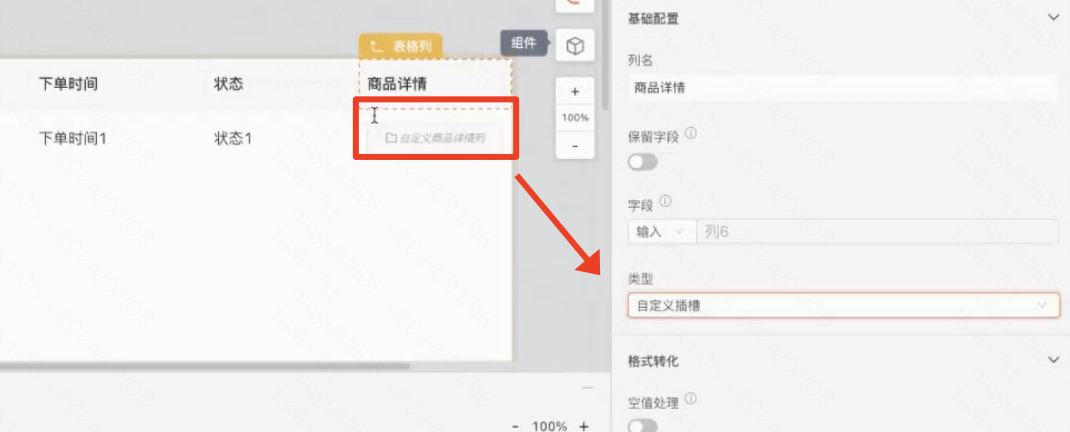 基础配置
表格列
组件
列名
下单时间
状态
商品详情
商品详情
+
100%
下单时间1
状态1
自定义商品详情列
保留字段
-
字段
输入
列6
类型
自定义插槽
格式转化
空值处理
- 100% +